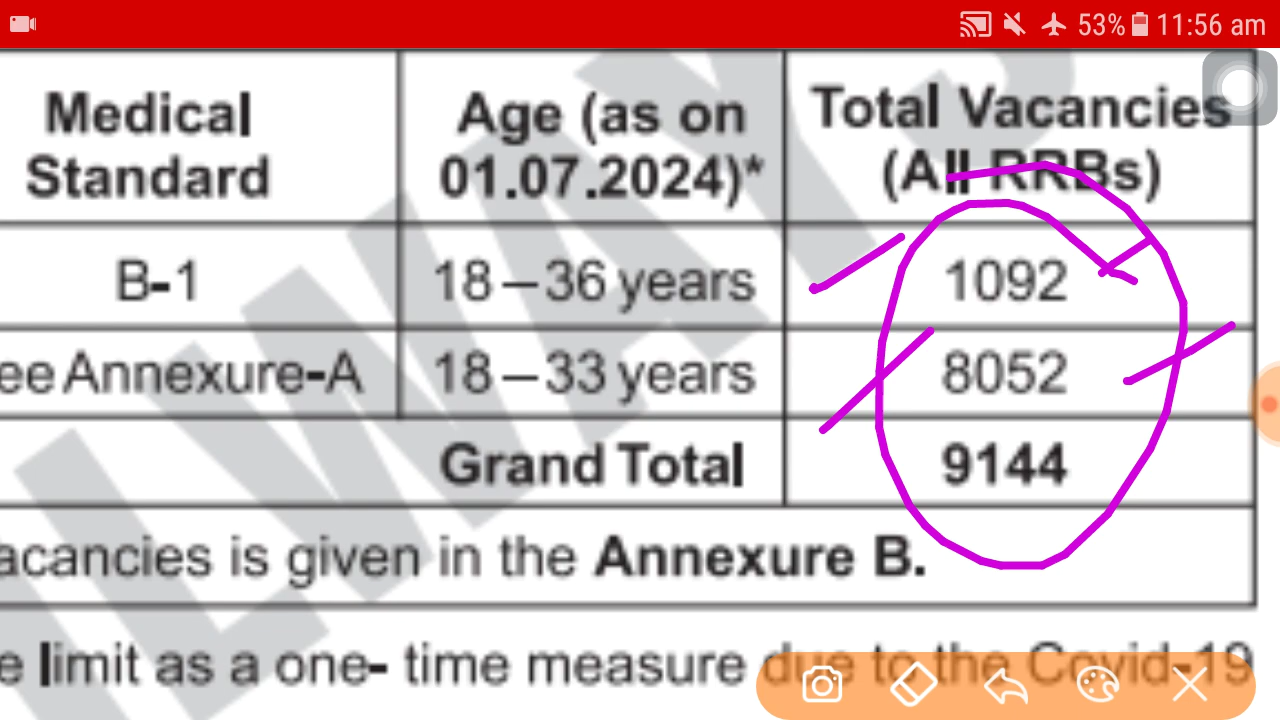 53% 11:56 am
Medical Standard Age (as on 01.07.2024)* Total Vacancies (All RRBs)
B-1 18 – 36 years 1092
ee Annexure-A 18 – 33 years 8052
Grand Total 9144
acancies is given in the Annexure B.
e limit as a one- time measure due to the Covid-19